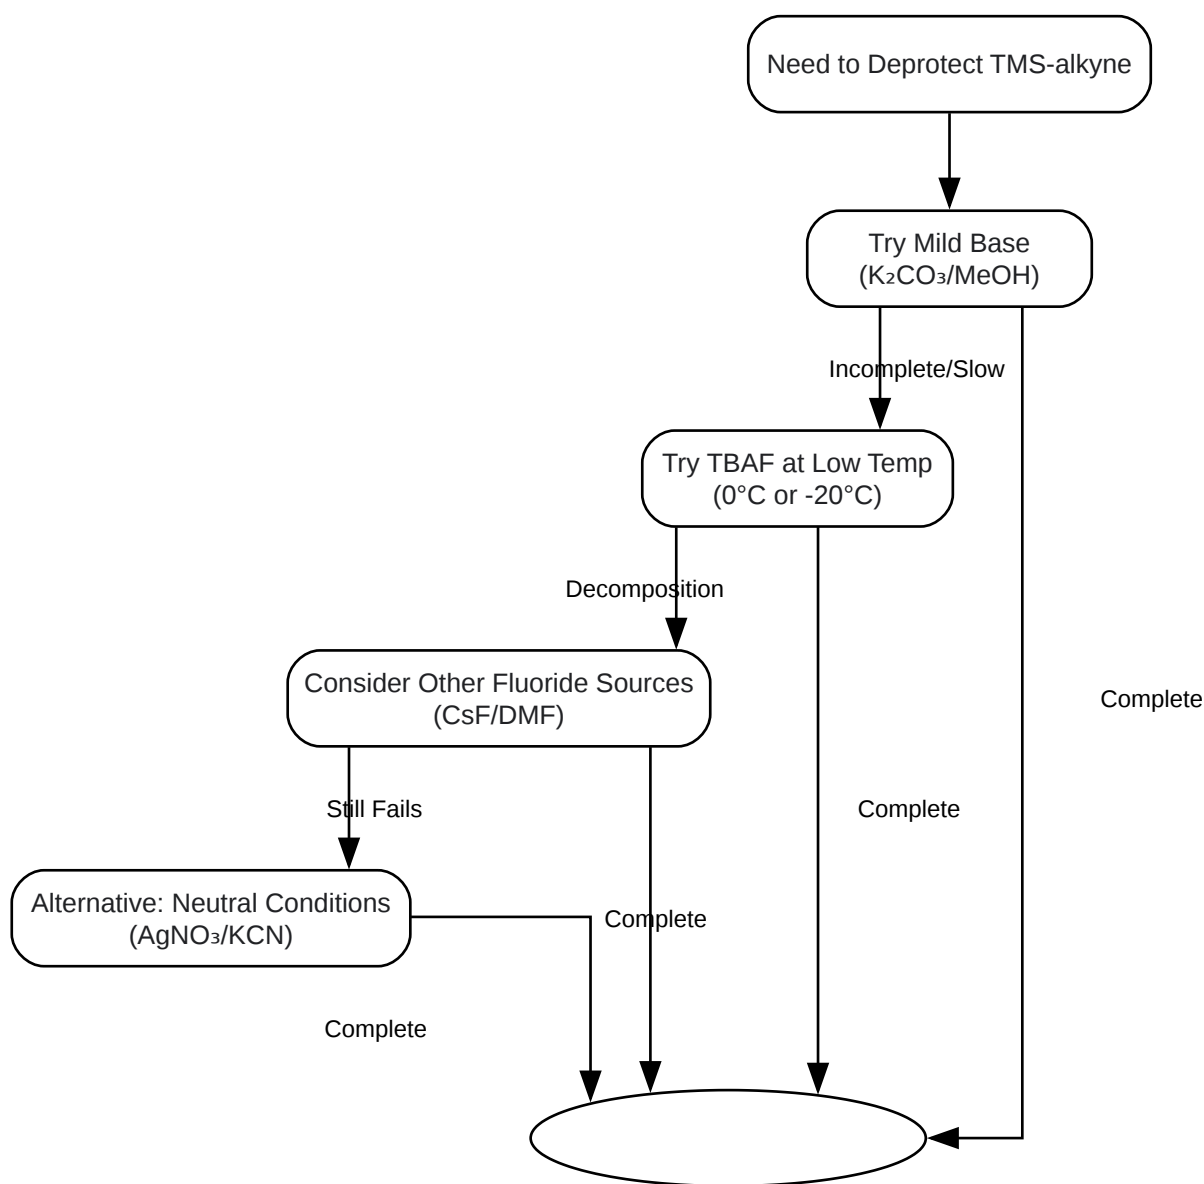 Need to Deprotect TMS-alkyne
Try Mild Base
(K₂CO₃/MeOH)
Incomplete/Slow
Try TBAF at Low Temp
(0°C or -20°C)
Decomposition
Consider Other Fluoride Sources
(CsF/DMF)
Complete
Still Fails
Complete
Alternative: Neutral Conditions
(AgNO₃/KCN)
Complete
Complete